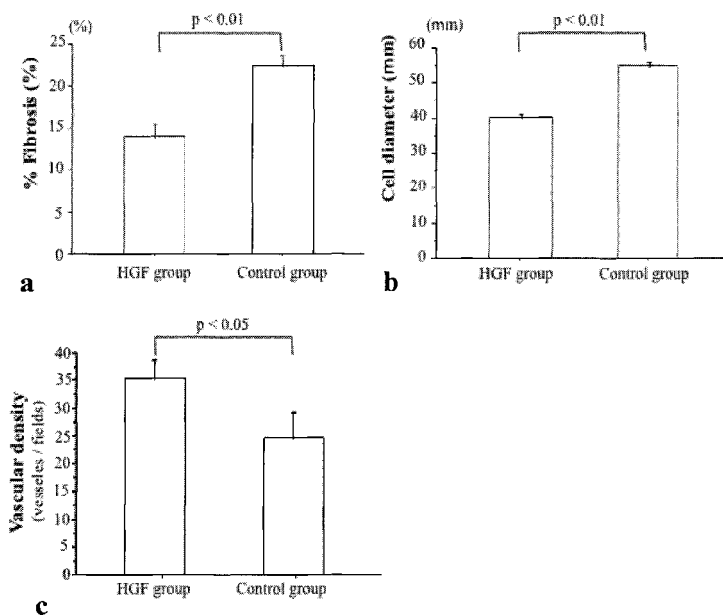 (%)
p < 0.01
% Fibrosis (%)
25
20
15
10
5
0
HGF group
Control group
a
(mm)
p < 0.01
Cell diameter (mm)
60
50
40
30
20
10
0
HGF group
Control group
b
p < 0.05
Vascular density
(vesseles / fields)
40
35
30
25
20
15
10
5
0
HGF group
Control group
c